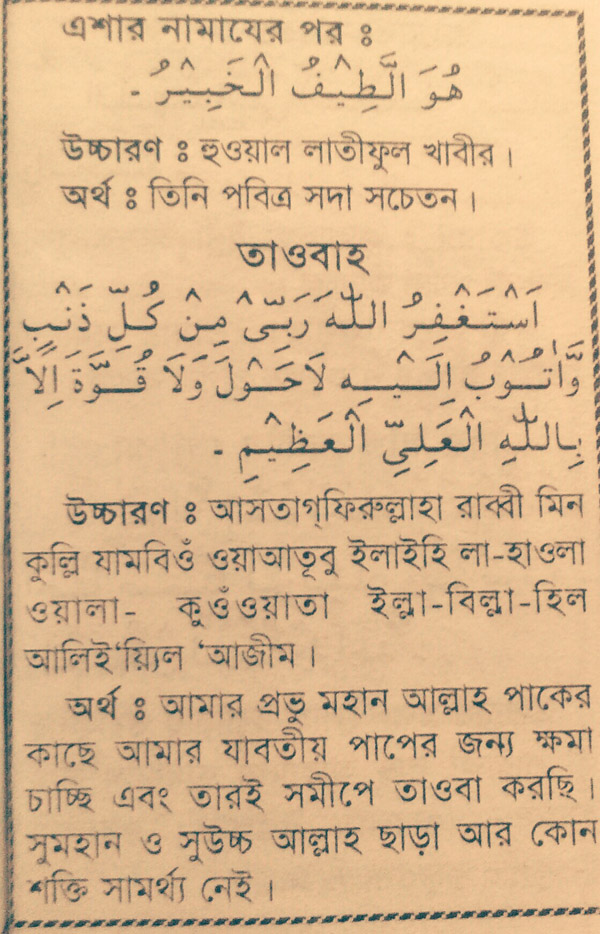 এশার নামাযের পর ঃ
هُوَ الَّطِيْفُ الْخَبِيْرُ -
উচ্চারণ ঃ হুওয়াল লাতীফুল খাবীর।
অর্থ ঃ তিনি পবিত্র সদা সচেতন।
তাওবাহ
اَسْتَغْفِرُ اللّٰهَ رَبِّىْ مِنْ كُلِّ ذَنْبٍ
وَّاَتُوْبُ اِلَيْهِ لَاحَوْلَ وَلَا قُوَّةَ اِلاَّ
بِاللّٰهِ الْعَلِىِّ الْعَظِيْمِ -
উচ্চারণ ঃ আসতাগ্ফিরুল্লাহা রাব্বী মিন
কুল্লি যামবিওঁ ওয়াআতূবু ইলাইহি লা-হাওলা
ওয়ালা- কুওঁওয়াতা ইল্লা-বিল্লা-হিল
আলিই‘য়্যিল ‘আজীম।
অর্থ ঃ আমার প্রভু মহান আল্লাহ পাকের
কাছে আমার যাবতীয় পাপের জন্য ক্ষমা
চাচ্ছি এবং তারই সমীপে তাওবা করছি।
সুমহান ও সুউচ্চ আল্লাহ ছাড়া আর কোন
শক্তি সামর্থ্য নেই।